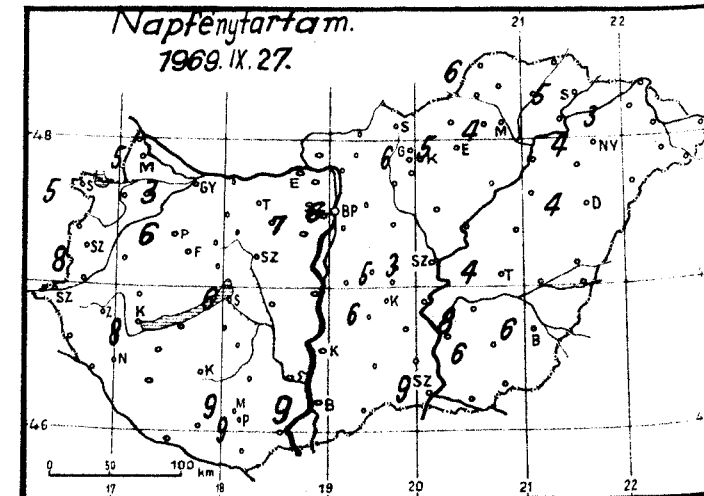 Napfénytartam.
1969. IX. 27.
21 22
6
5 S 3
48
S 4 M 4 NY
5 M
G 5 K E
6
5 S 3 GY E
T 7 8 BP
4 D
6 P
8 SZ F SZ
SZ
5 3 4 T
SZ
Z K 6 S
K
8
6 8 6 B
N K
6
K
9 M 9 B 9 SZ
P
9
46 46
0 50 100
km
17 18 19 20 21 22